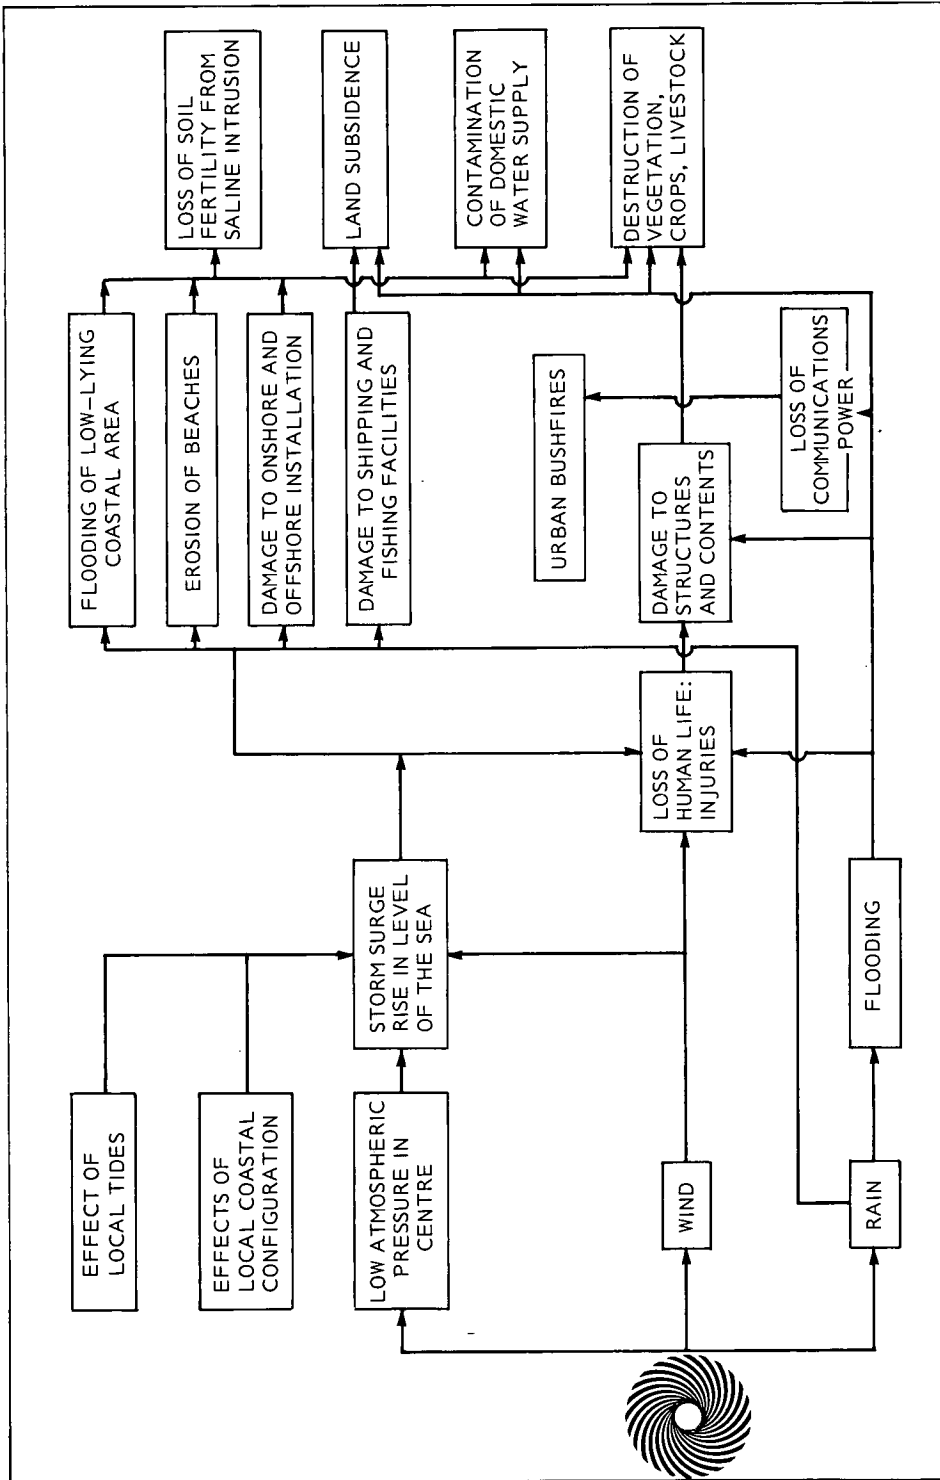 EFFECT OF
LOCAL TIDES
EFFECTS OF
LOCAL COASTAL
CONFIGURATION
LOW ATMOSPHERIC
PRESSURE IN
CENTRE
WIND
RAIN
STORM SURGE
RISE IN LEVEL
OF THE SEA
FLOODING
LOSS OF
HUMAN LIFE:
INJURIES
FLOODING OF LOW-LYING
COASTAL AREA
EROSION OF BEACHES
DAMAGE TO ONSHORE AND
OFFSHORE INSTALLATION
DAMAGE TO SHIPPING AND
FISHING FACILITIES
URBAN BUSHFIRES
DAMAGE TO
STRUCTURES
AND CONTENTS
LOSS OF
COMMUNICATIONS
POWER
LOSS OF SOIL
FERTILITY FROM
SALINE INTRUSION
LAND SUBSIDENCE
CONTAMINATION
OF DOMESTIC
WATER SUPPLY
DESTRUCTION OF
VEGETATION,
CROPS, LIVESTOCK